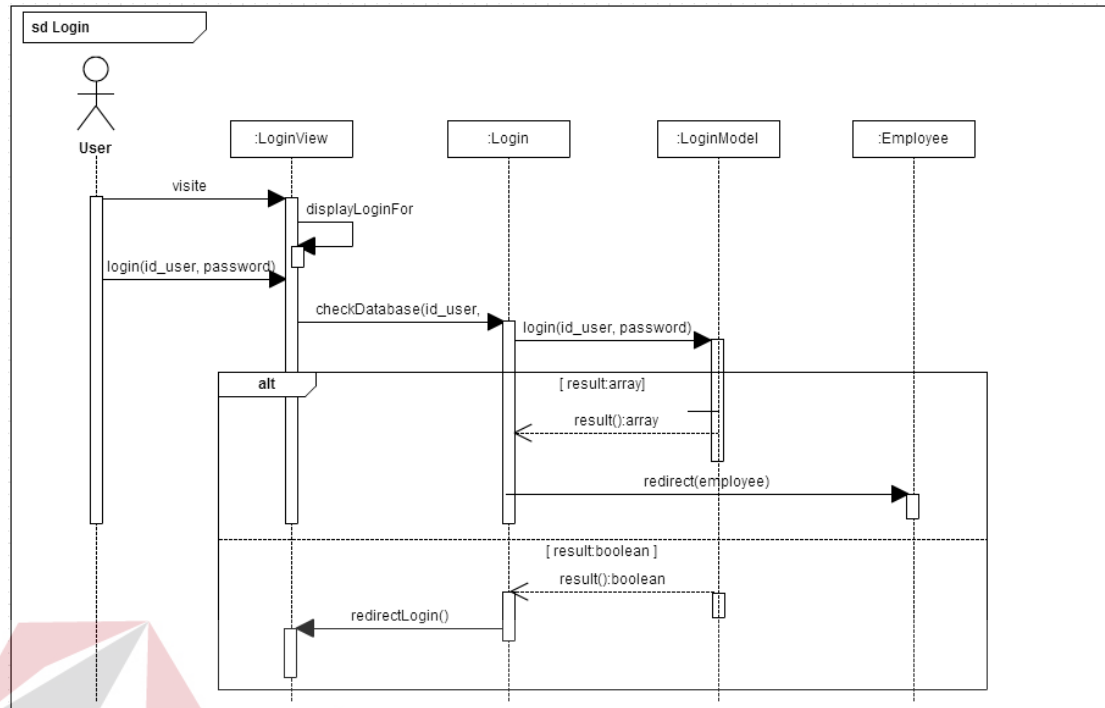 sd Login
User
:LoginView
:Login
:LoginModel
:Employee
visite
displayLoginFor
login(id_user, password)
checkDatabase(id_user,
login(id_user, password)
alt
[ result:array]
result():array
redirect(employee)
[ result:boolean ]
result():boolean
redirectLogin()